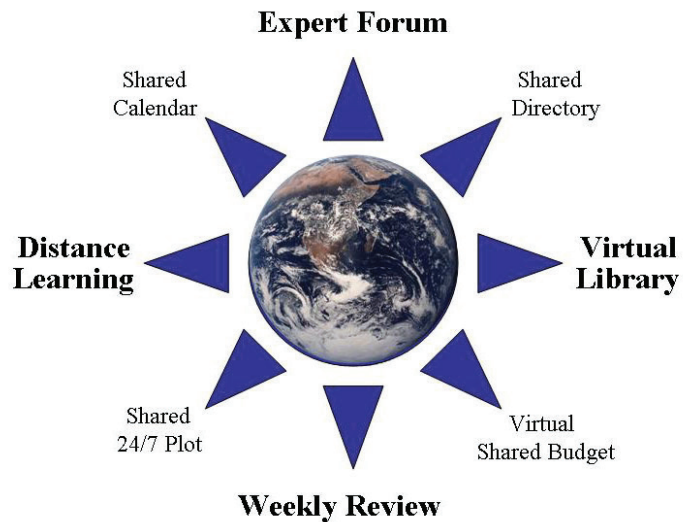 Expert Forum
Shared
Calendar
Shared
Directory
Distance
Learning
Virtual
Library
Shared
24/7 Plot
Virtual
Shared Budget
Weekly Review